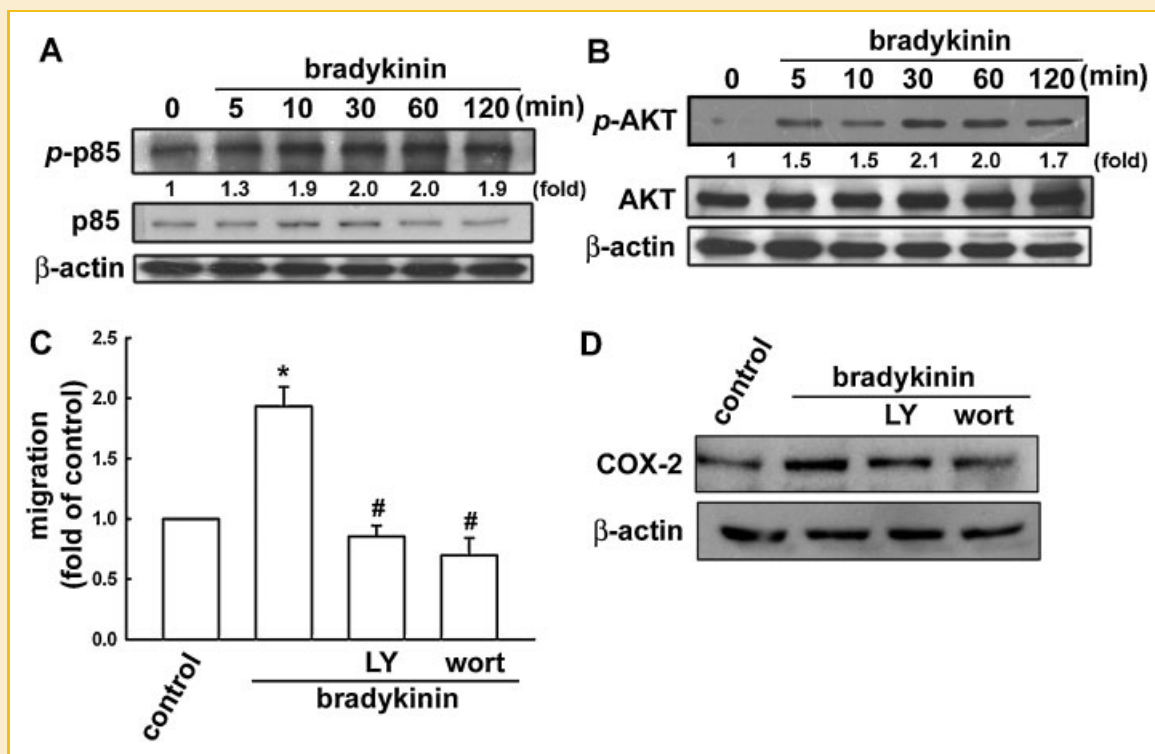 A
bradykinin
0 5 10 30 60 120 (min)
p-p85
1 1.3 1.9 2.0 2.0 1.9 (fold)
p85
β-actin
B
bradykinin
0 5 10 30 60 120 (min)
p-AKT
1 1.5 1.5 2.1 2.0 1.7 (fold)
AKT
β-actin
C
migration
(fold of control)
2.5
2.0
1.5
1.0
0.5
0.0
*
# #
control
LY wort
bradykinin
D
control
bradykinin
LY wort
COX-2
β-actin